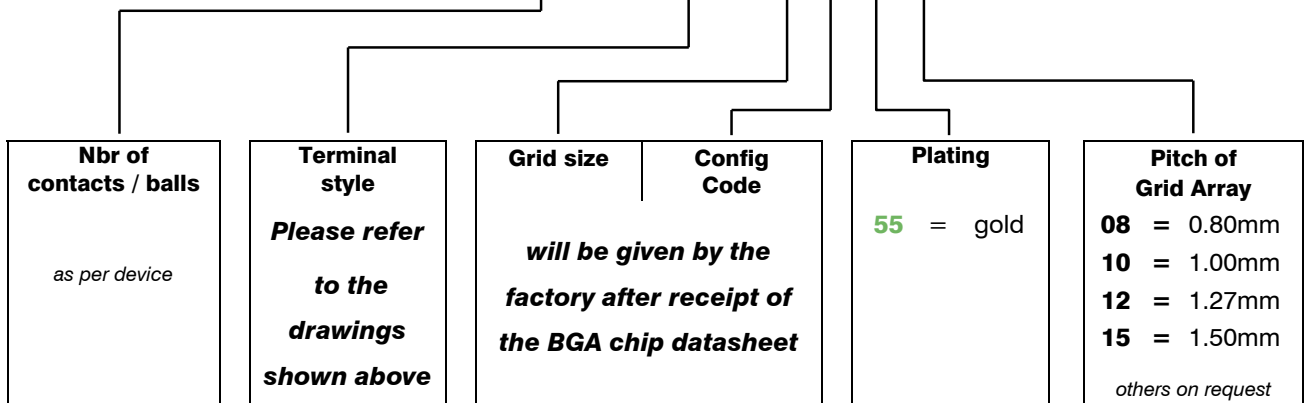 Nbr of
contacts / balls
as per device
Terminal
style
Please refer
to the
drawings
shown above
Grid size
Config
Code
will be given by the
factory after receipt of
the BGA chip datasheet
Plating
55 = gold
Pitch of
Grid Array
08 = 0.80mm
10 = 1.00mm
12 = 1.27mm
15 = 1.50mm
others on request